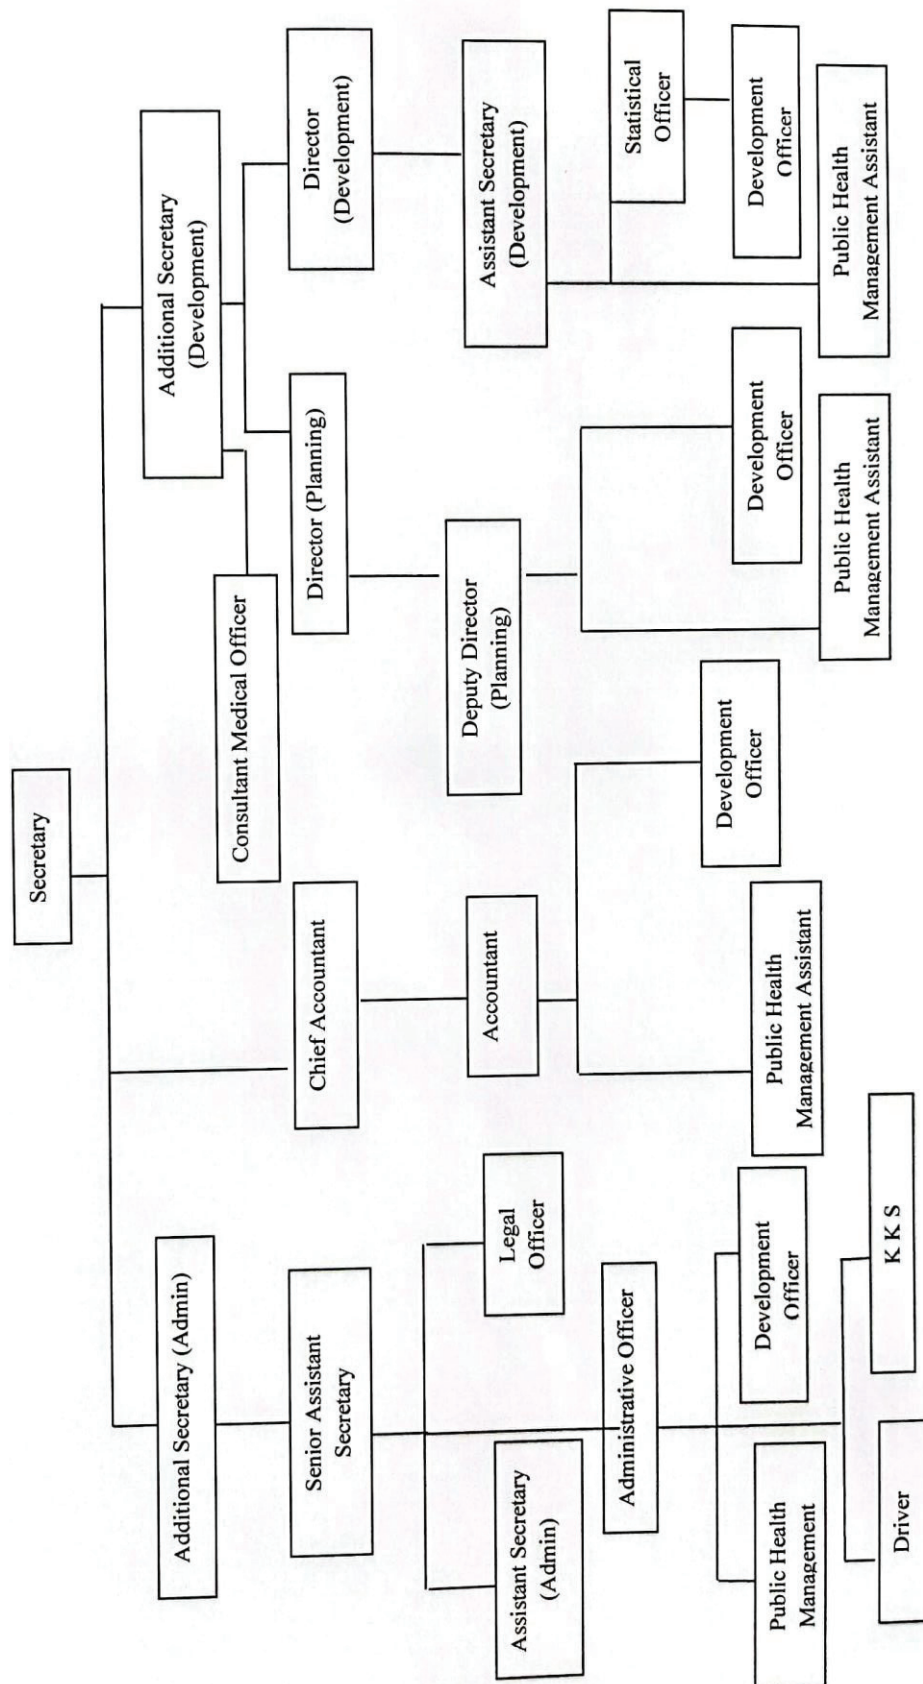 Secretary
Additional Secretary (Admin)
Additional Secretary
(Development)
Consultant Medical Officer
Senior Assistant
Secretary
Chief Accountant
Director (Planning)
Director
(Development)
Assistant Secretary
(Admin)
Legal
Officer
Accountant
Deputy Director
(Planning)
Assistant Secretary
(Development)
Administrative Officer
Statistical
Officer
Public Health
Management
Development
Officer
Public Health
Management Assistant
Development
Officer
Development
Officer
Development
Officer
Driver
K K S
Public Health
Management Assistant
Public Health
Management Assistant